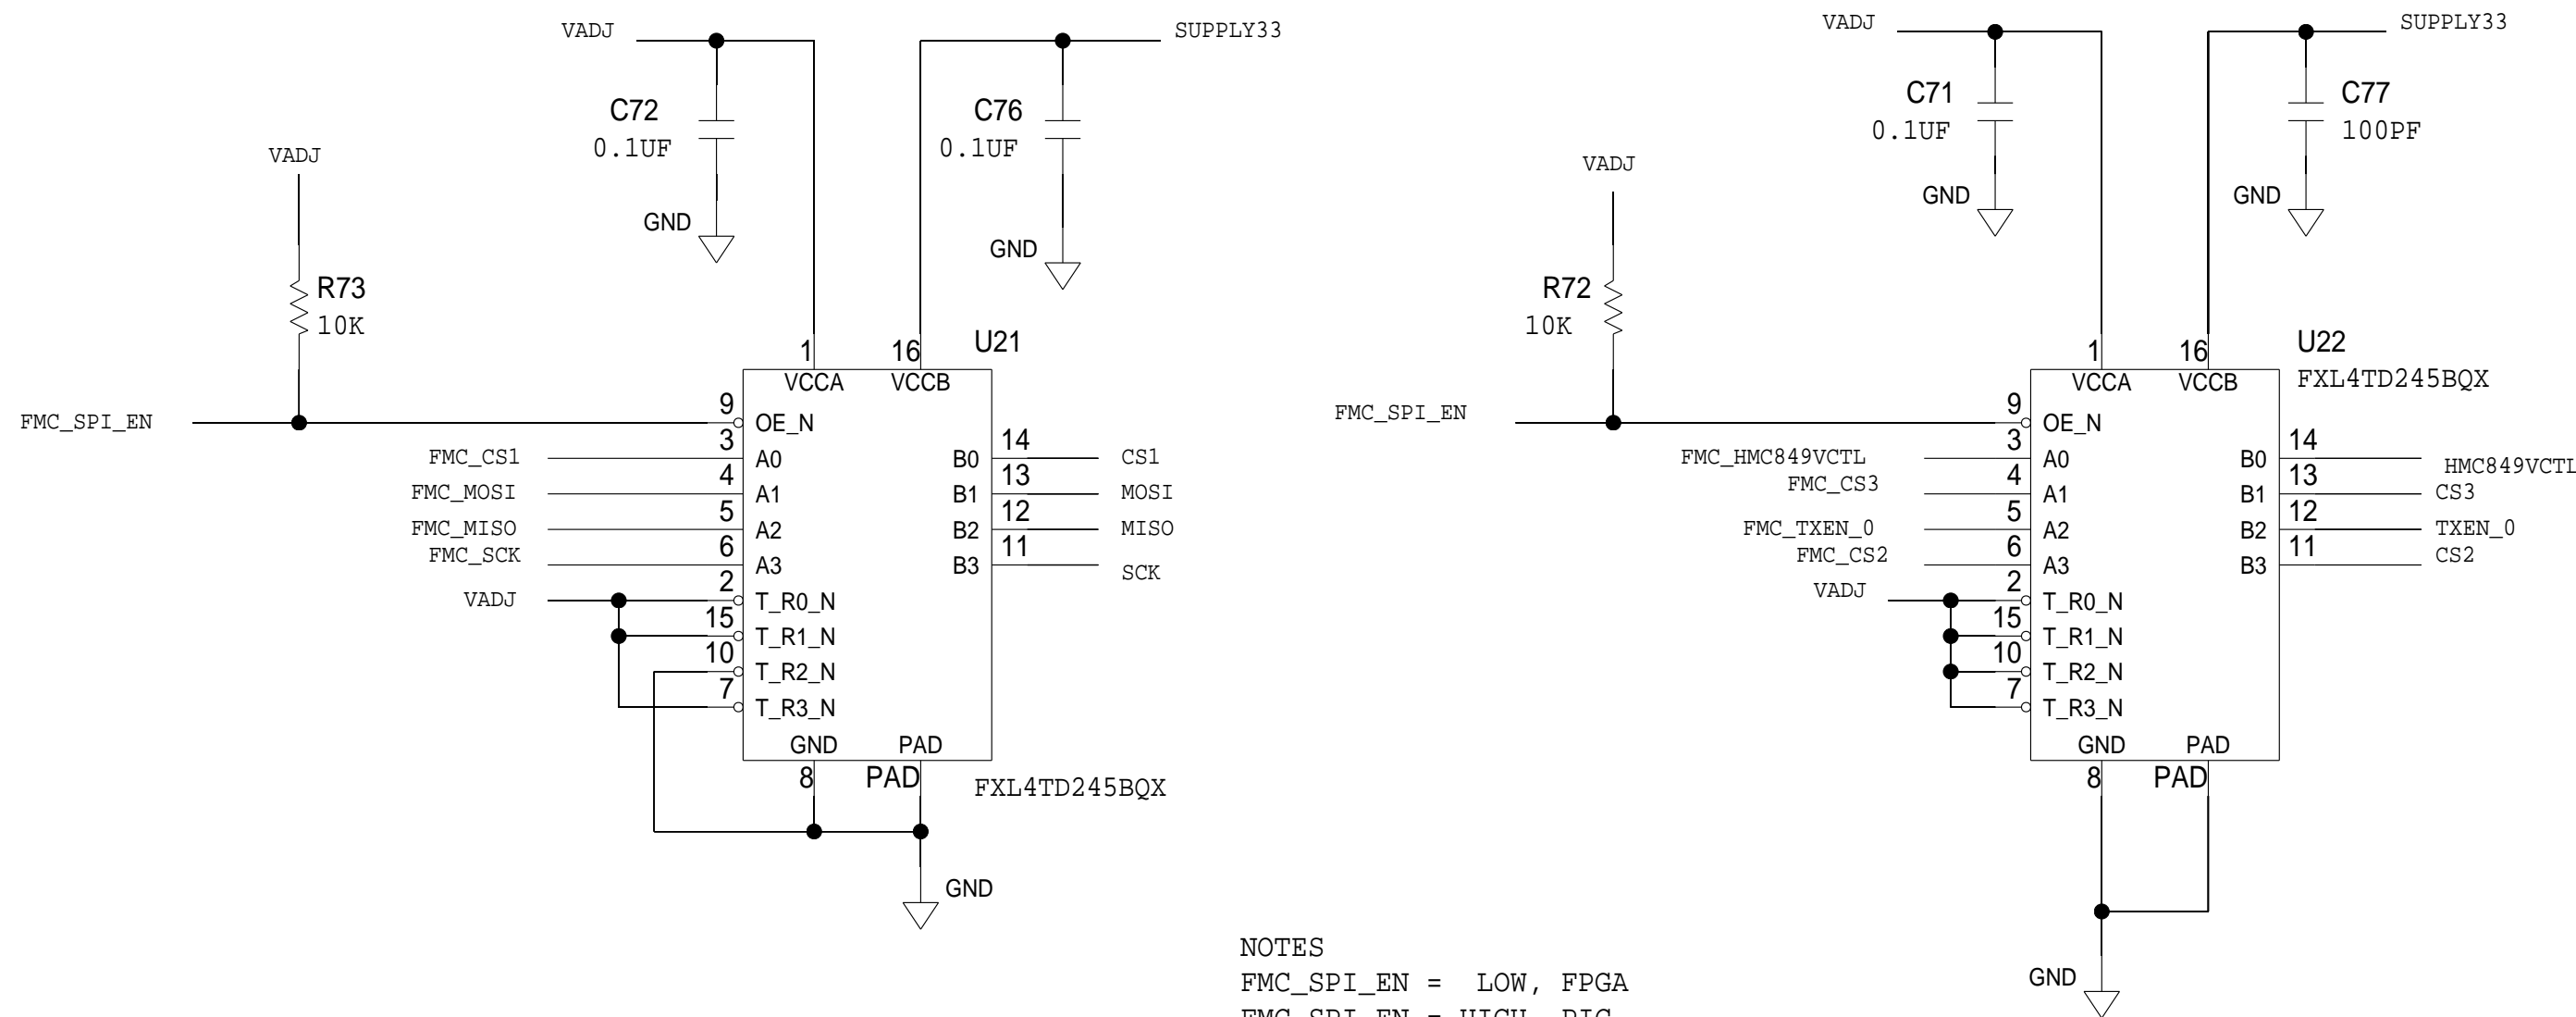 VADJ
SUPPLY33
C72
0.1UF
C76
0.1UF
GND
GND
VADJ
R73
10K
U21
1
16
VCCA
VCCB
FMC_SPI_EN
9
OE_N
FMC_CS1
3
A0
B0
14
CS1
FMC_MOSI
4
A1
B1
13
MOSI
FMC_MISO
5
A2
B2
12
MISO
FMC_SCK
6
A3
B3
11
SCK
VADJ
2
T_R0_N
15
T_R1_N
10
T_R2_N
7
T_R3_N
GND
PAD
8
PAD
FXL4TD245BQX
GND
VADJ
SUPPLY33
C71
0.1UF
C77
100PF
GND
GND
VADJ
R72
10K
U22
FXL4TD245BQX
1
16
VCCA
VCCB
FMC_SPI_EN
9
OE_N
FMC_HMC849VCTL
3
A0
B0
14
HMC849VCTL
FMC_CS3
4
A1
B1
13
CS3
FMC_TXEN_0
5
A2
B2
12
TXEN_0
FMC_CS2
6
A3
B3
11
CS2
VADJ
2
T_R0_N
15
T_R1_N
10
T_R2_N
7
T_R3_N
GND
PAD
8
PAD
GND
NOTES
FMC_SPI_EN = LOW, FPGA
FMC_SPI_EN = HIGH, PIC